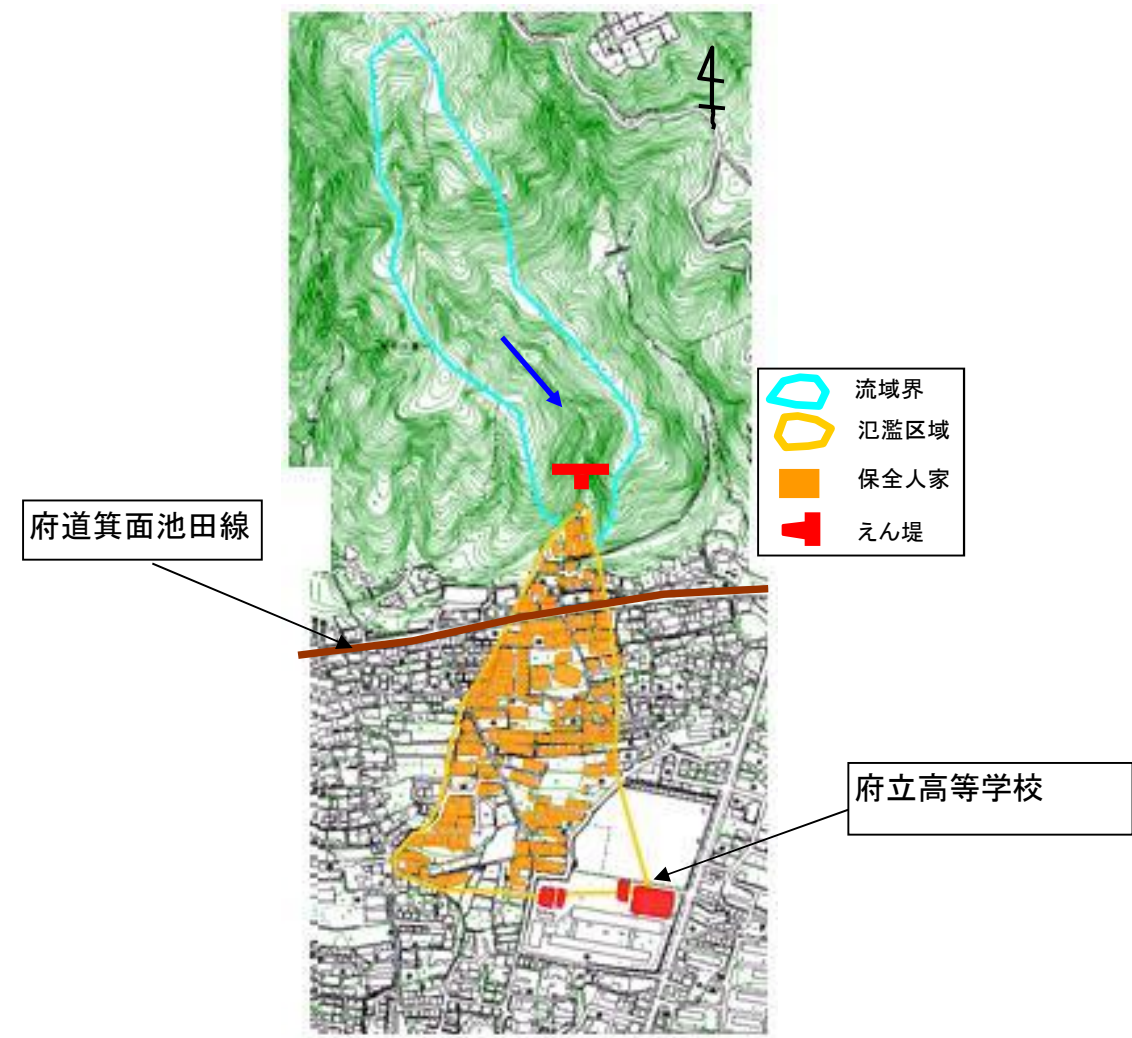 流域界
氾濫区域
保全人家
えん堤
府道箕面池田線
府立高等学校